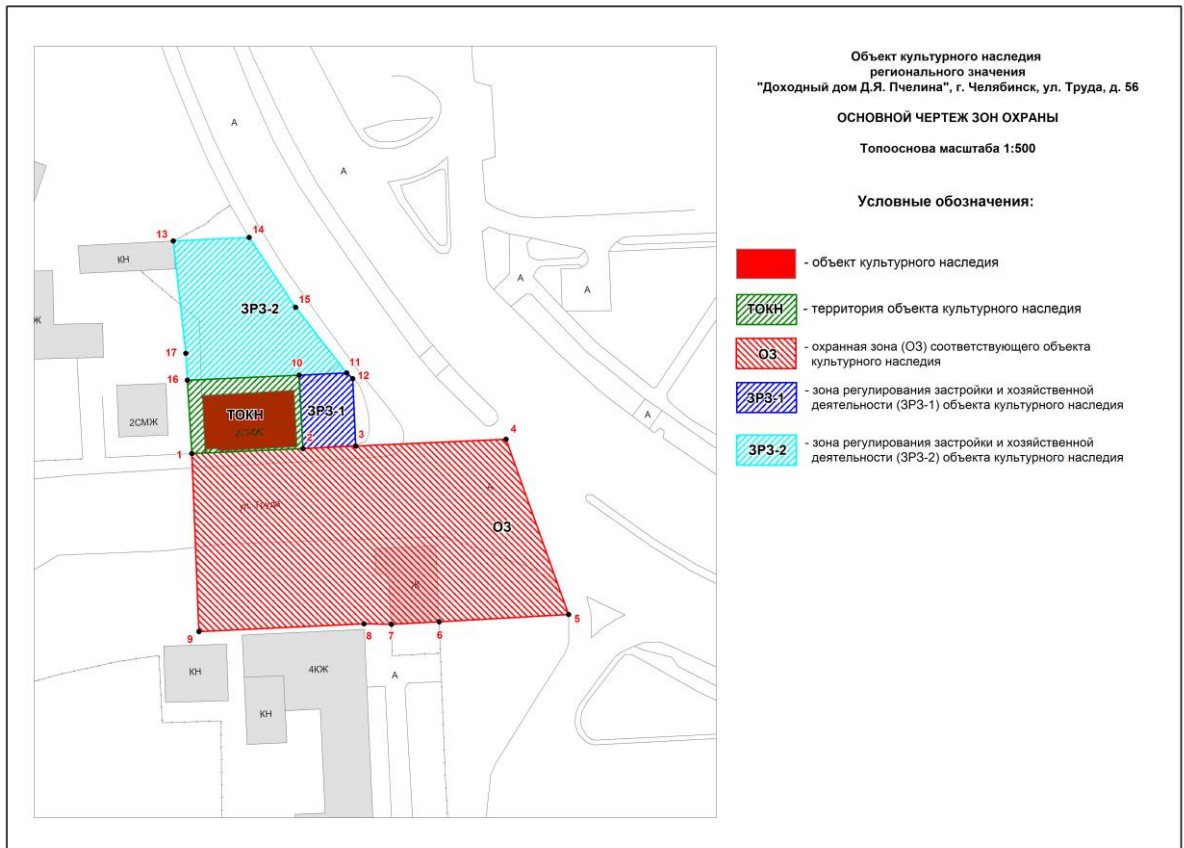 Объект культурного наследия
регионального значения
"Доходный дом Д.Я. Пчелина", г. Челябинск, ул. Труда, д. 56
ОСНОВНОЙ ЧЕРТЕЖ ЗОН ОХРАНЫ
Топооснова масштаба 1:500
Условные обозначения:
- объект культурного наследия
ТОКН
- территория объекта культурного наследия
ОЗ
- охранная зона (ОЗ) соответствующего объекта
культурного наследия
ЗРЗ-1
- зона регулирования застройки и хозяйственной
деятельности (ЗРЗ-1) объекта культурного наследия
ЗРЗ-2
- зона регулирования застройки и хозяйственной
деятельности (ЗРЗ-2) объекта культурного наследия
А
А
13
14
КН
А
А
15
ЗРЗ-2
Ж
17
10
11
12
16
ЗРЗ-1
ТОКН
2СМЖ
А
1
2
3
4
А
ул. Труда
ОЗ
Ж
5
6
7
8
9
КН
4КЖ
А
КН